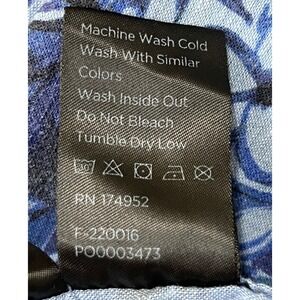 Machine Wash Cold
Wash With Similar
Colors
Wash Inside Out
Do Not Bleach
Tumble Dry Low
30°
RN 174952
F-220016
PO0003473